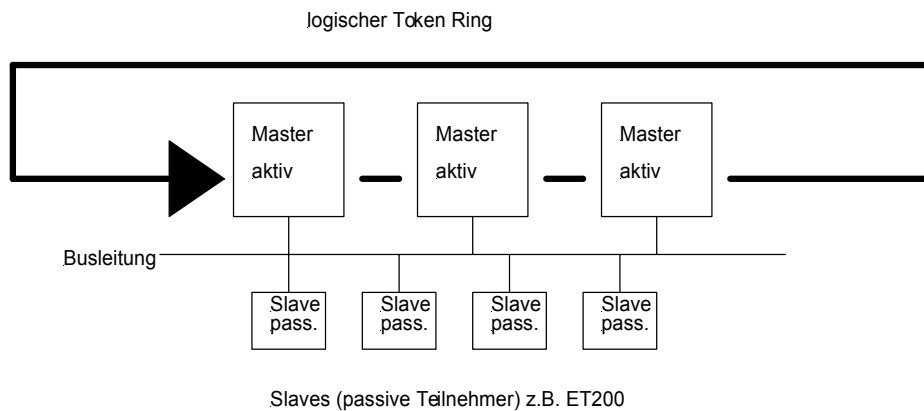 logischer Token Ring
Master
aktiv
Master
aktiv
Master
aktiv
Busleitung
Slave
pass.
Slave
pass.
Slave
pass.
Slave
pass.
Slaves (passive Teilnehmer) z.B. ET200